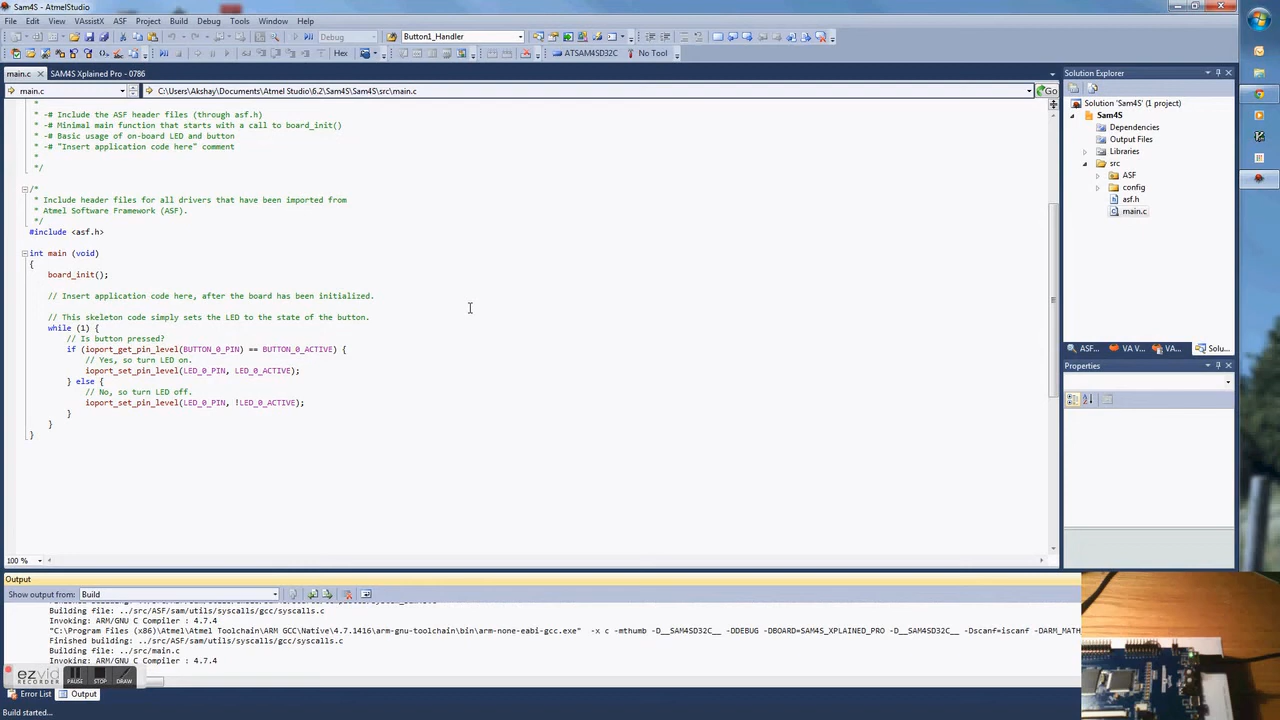 Sam4S - AtmelStudio
File Edit View VAssistX ASF Project Build Debug Tools Window Help
Debug Button1_Handler
Hex ATSAM4SD32C No Tool
main.c SAM4S Xplained Pro - 0786
main.c C:\Users\Akshay\Documents\Atmel Studio\6.2\Sam4S\Sam4S\src\main.c Go
*
* -# Include the ASF header files (through asf.h)
* -# Minimal main function that starts with a call to board_init()
* -# Basic usage of on-board LED and button
* -# "Insert application code here" comment
*
*/
/*
* Include header files for all drivers that have been imported from
* Atmel Software Framework (ASF).
*/
#include <asf.h>
int main (void)
{
board_init();
// Insert application code here, after the board has been initialized.
// This skeleton code simply sets the LED to the state of the button.
while (1) {
// Is button pressed?
if (ioport_get_pin_level(BUTTON_0_PIN) == BUTTON_0_ACTIVE) {
// Yes, so turn LED on.
ioport_set_pin_level(LED_0_PIN, LED_0_ACTIVE);
} else {
// No, so turn LED off.
ioport_set_pin_level(LED_0_PIN, !LED_0_ACTIVE);
}
}
}
100 %
Solution Explorer
Solution 'Sam4S' (1 project)
Sam4S
Dependencies
Output Files
Libraries
src
ASF
config
asf.h
main.c
ASF... VA V... VA... Solu...
Properties
Output
Show output from: Build
Building file: ../src/ASF/sam/utils/syscalls/gcc/syscalls.c
Invoking: ARM/GNU C Compiler : 4.7.4
"C:\Program Files (x86)\Atmel\Atmel Toolchain\ARM GCC\Native\4.7.1416\arm-gnu-toolchain\bin\arm-none-eabi-gcc.exe" -x c -mthumb -D__SAM4SD32C__ -DDEBUG -DBOARD=SAM4S_XPLAINED_PRO -D__SAM4SD32C__ -Dscanf=iscanf -DARM_MATH_
Finished building: ../src/ASF/sam/utils/syscalls/gcc/syscalls.c
Building file: ../src/main.c
Invoking: ARM/GNU C Compiler : 4.7.4
ezvid
RECORDER
PAUSE STOP DRAW
Error List Output
Build started...